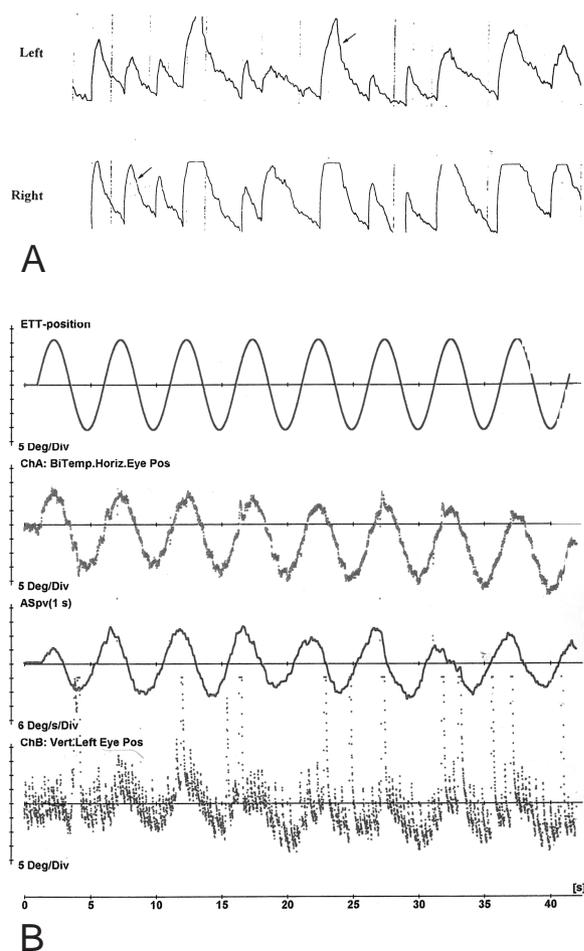 Left
Right
A
ETT-position
5 Deg/Div
ChA: BiTemp.Horiz.Eye Pos
5 Deg/Div
ASpv(1 s)
6 Deg/s/Div
ChB: Vert.Left Eye Pos
5 Deg/Div
0 5 10 15 20 25 30 35 40 [s]
B